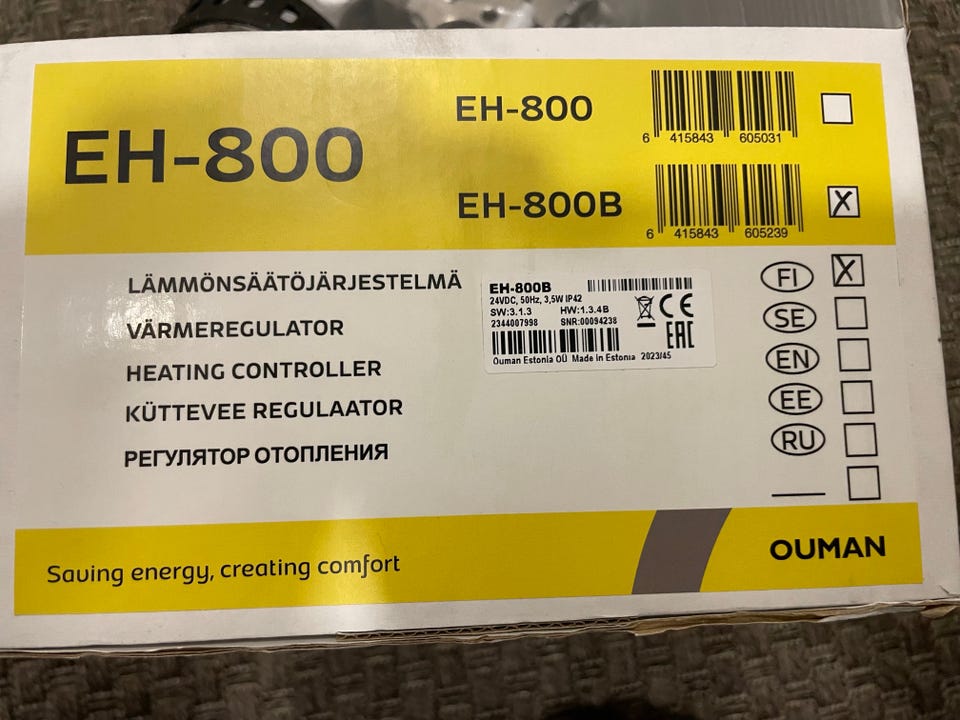 EH-800
EH-800
6 415843 605031
EH-800B
X
6 415843 605239
LÄMMÖNSÄÄTÖJÄRJESTELMÄ
VÄRMEREGULATOR
HEATING CONTROLLER
KÜTTEVEE REGULAATOR
РЕГУЛЯТОР ОТОПЛЕНИЯ
EH-800B
24VDC, 50Hz, 3,5W IP42
SW:3.1.3 HW:1.3.4B
2344007998 SNR:00094238
CE
EAC
Ouman Estonia OÜ Made in Estonia 2023/45
FI X
SE
EN
EE
RU
Saving energy, creating comfort
OUMAN